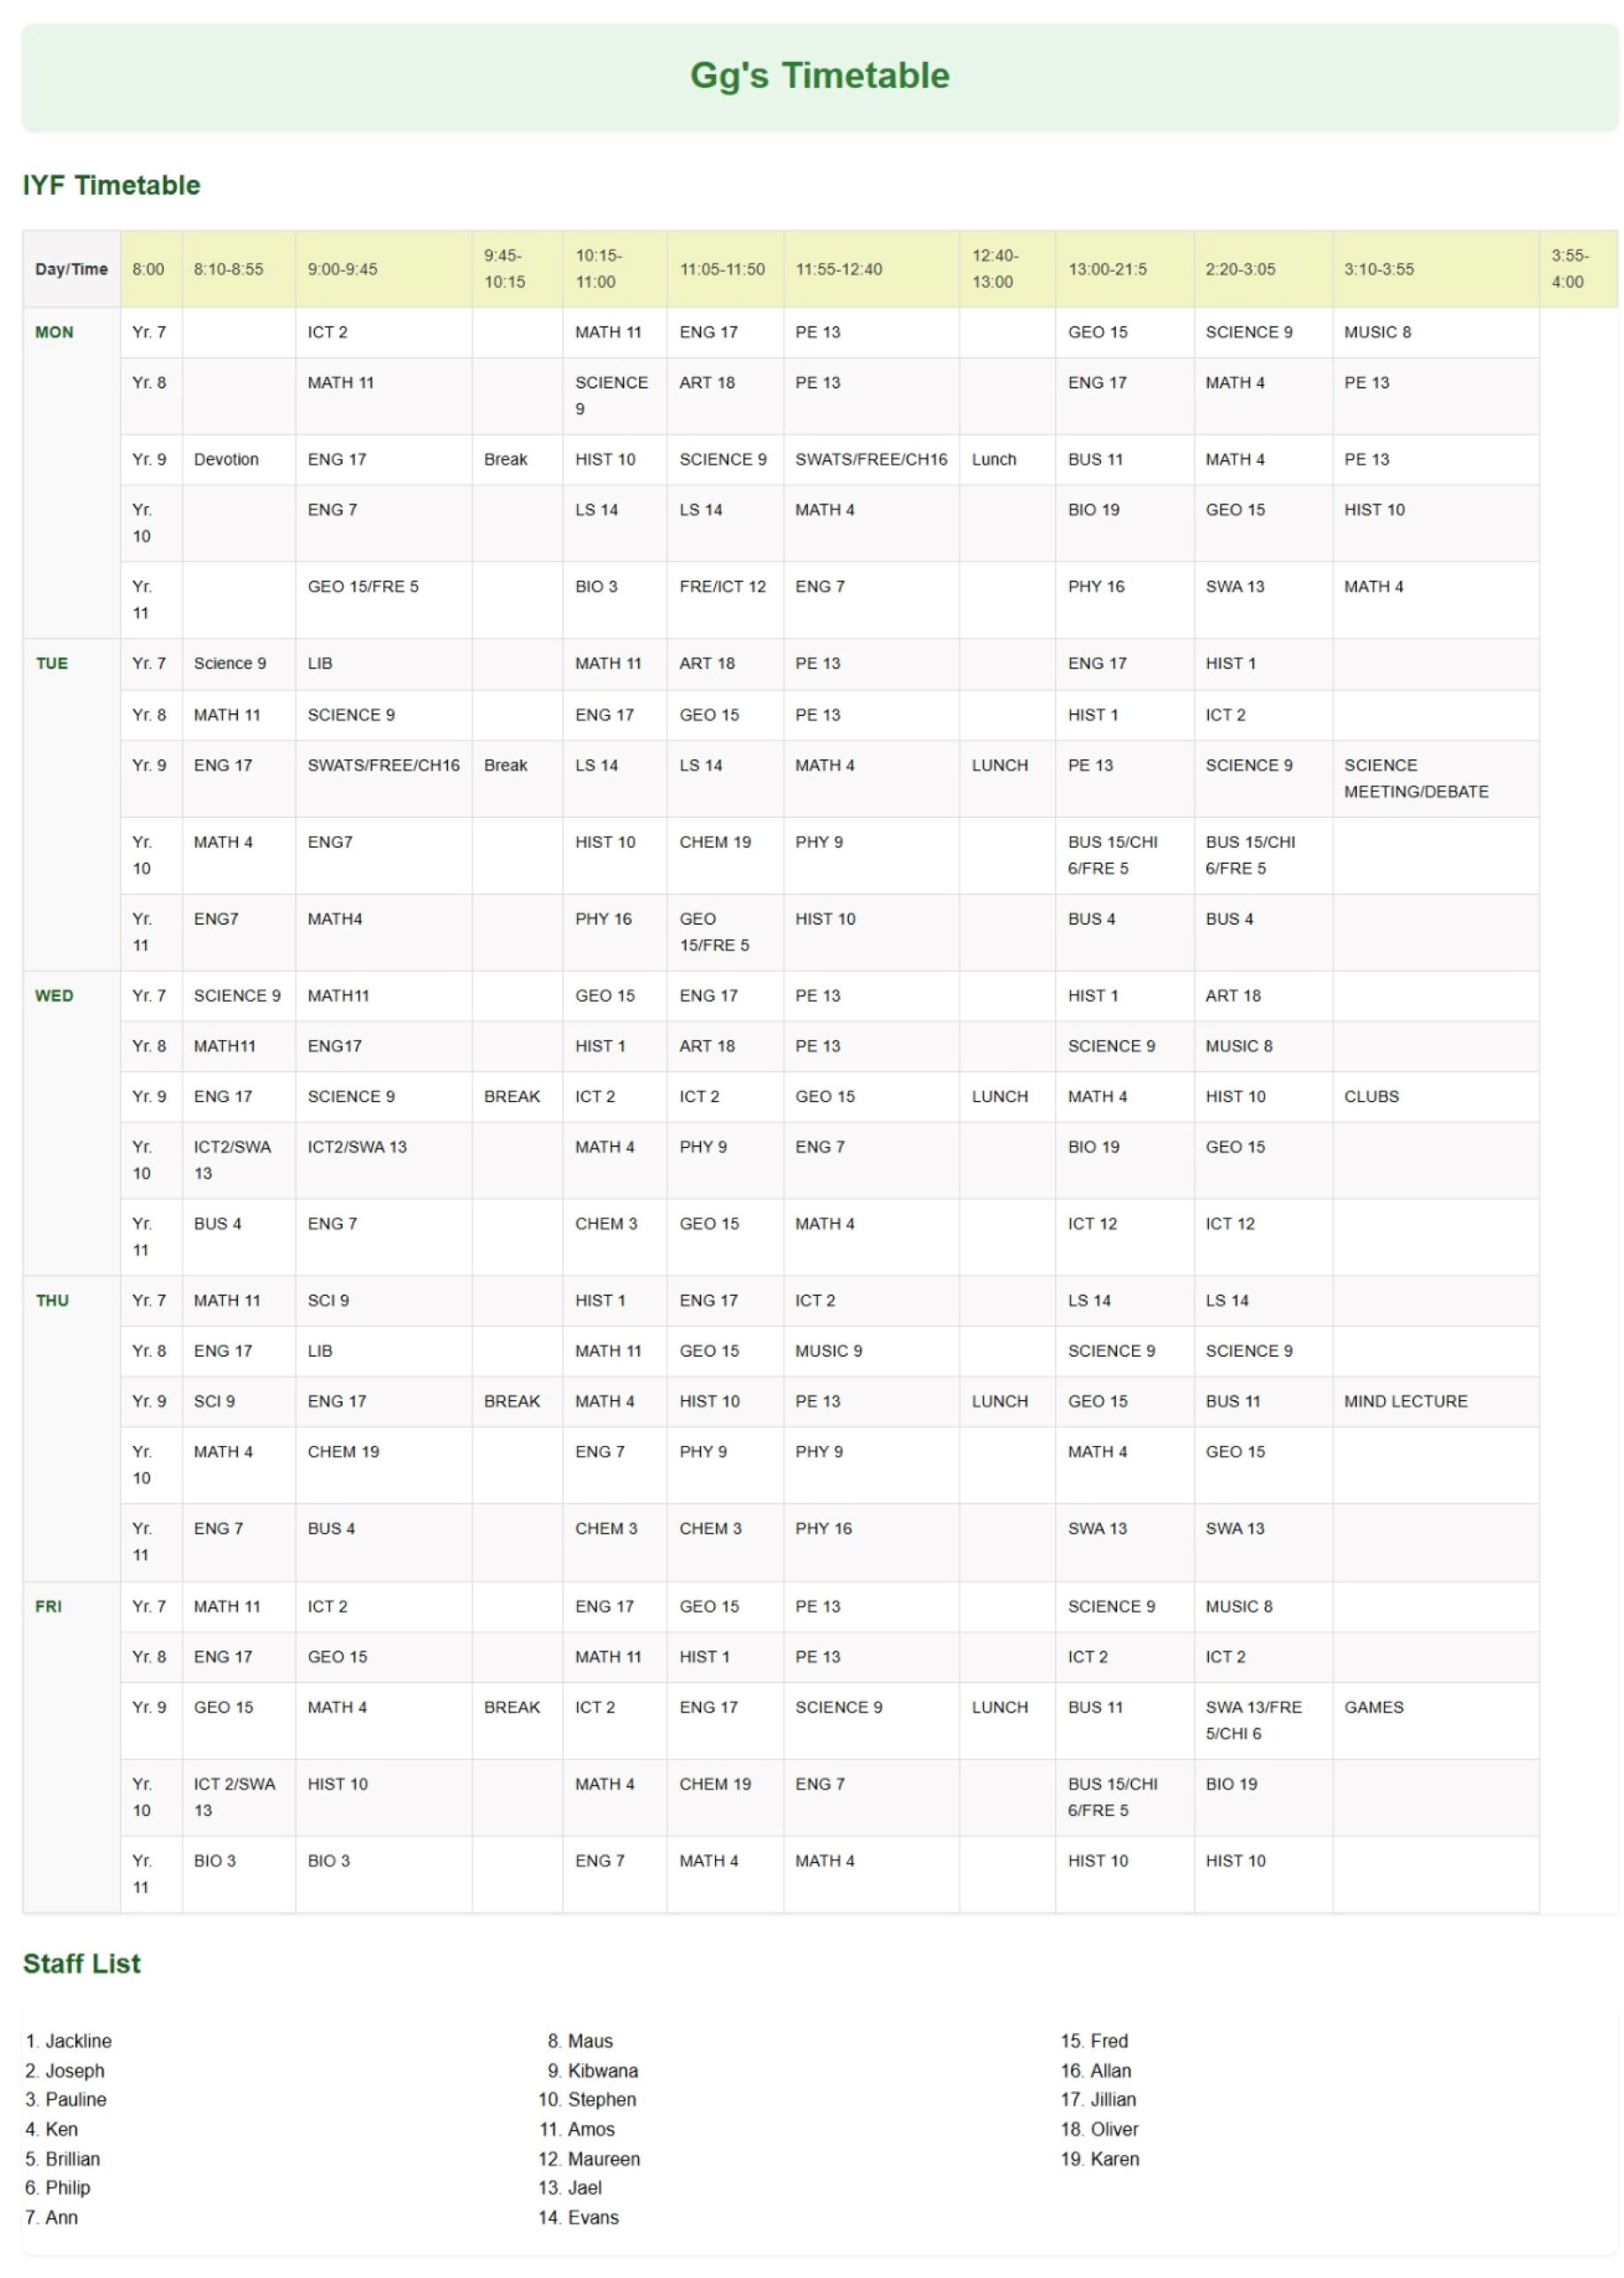 Gg's Timetable
IYF Timetable
Day/Time 8:00 8:10-8:55 9:00-9:45 9:45-10:15 10:15-11:00 11:05-11:50 11:55-12:40 12:40-13:00 13:00-21:5 2:20-3:05 3:10-3:55 3:55-4:00
MON Yr. 7 ICT 2 MATH 11 ENG 17 PE 13 GEO 15 SCIENCE 9 MUSIC 8
Yr. 8 MATH 11 SCIENCE 9 ART 18 PE 13 ENG 17 MATH 4 PE 13
Yr. 9 Devotion ENG 17 Break HIST 10 SCIENCE 9 SWATS/FREE/CH16 Lunch BUS 11 MATH 4 PE 13
Yr. 10 ENG 7 LS 14 LS 14 MATH 4 BIO 19 GEO 15 HIST 10
Yr. 11 GEO 15/FRE 5 BIO 3 FRE/ICT 12 ENG 7 PHY 16 SWA 13 MATH 4
TUE Yr. 7 Science 9 LIB MATH 11 ART 18 PE 13 ENG 17 HIST 1
Yr. 8 MATH 11 SCIENCE 9 ENG 17 GEO 15 PE 13 HIST 1 ICT 2
Yr. 9 ENG 17 SWATS/FREE/CH16 Break LS 14 LS 14 MATH 4 LUNCH PE 13 SCIENCE 9 SCIENCE MEETING/DEBATE
Yr. 10 MATH 4 ENG7 HIST 10 CHEM 19 PHY 9 BUS 15/CHI 6/FRE 5 BUS 15/CHI 6/FRE 5
Yr. 11 ENG7 MATH4 PHY 16 GEO 15/FRE 5 HIST 10 BUS 4 BUS 4
WED Yr. 7 SCIENCE 9 MATH11 GEO 15 ENG 17 PE 13 HIST 1 ART 18
Yr. 8 MATH11 ENG17 HIST 1 ART 18 PE 13 SCIENCE 9 MUSIC 8
Yr. 9 ENG 17 SCIENCE 9 BREAK ICT 2 ICT 2 GEO 15 LUNCH MATH 4 HIST 10 CLUBS
Yr. 10 ICT2/SWA 13 ICT2/SWA 13 MATH 4 PHY 9 ENG 7 BIO 19 GEO 15
Yr. 11 BUS 4 ENG 7 CHEM 3 GEO 15 MATH 4 ICT 12 ICT 12
THU Yr. 7 MATH 11 SCI 9 HIST 1 ENG 17 ICT 2 LS 14 LS 14
Yr. 8 ENG 17 LIB MATH 11 GEO 15 MUSIC 9 SCIENCE 9 SCIENCE 9
Yr. 9 SCI 9 ENG 17 BREAK MATH 4 HIST 10 PE 13 LUNCH GEO 15 BUS 11 MIND LECTURE
Yr. 10 MATH 4 CHEM 19 ENG 7 PHY 9 PHY 9 MATH 4 GEO 15
Yr. 11 ENG 7 BUS 4 CHEM 3 CHEM 3 PHY 16 SWA 13 SWA 13
FRI Yr. 7 MATH 11 ICT 2 ENG 17 GEO 15 PE 13 SCIENCE 9 MUSIC 8
Yr. 8 ENG 17 GEO 15 MATH 11 HIST 1 PE 13 ICT 2 ICT 2
Yr. 9 GEO 15 MATH 4 BREAK ICT 2 ENG 17 SCIENCE 9 LUNCH BUS 11 SWA 13/FRE 5/CHI 6 GAMES
Yr. 10 ICT 2/SWA 13 HIST 10 MATH 4 CHEM 19 ENG 7 BUS 15/CHI 6/FRE 5 BIO 19
Yr. 11 BIO 3 BIO 3 ENG 7 MATH 4 MATH 4 HIST 10 HIST 10
Staff List
1. Jackline
2. Joseph
3. Pauline
4. Ken
5. Brillian
6. Philip
7. Ann
8. Maus
9. Kibwana
10. Stephen
11. Amos
12. Maureen
13. Jael
14. Evans
15. Fred
16. Allan
17. Jillian
18. Oliver
19. Karen